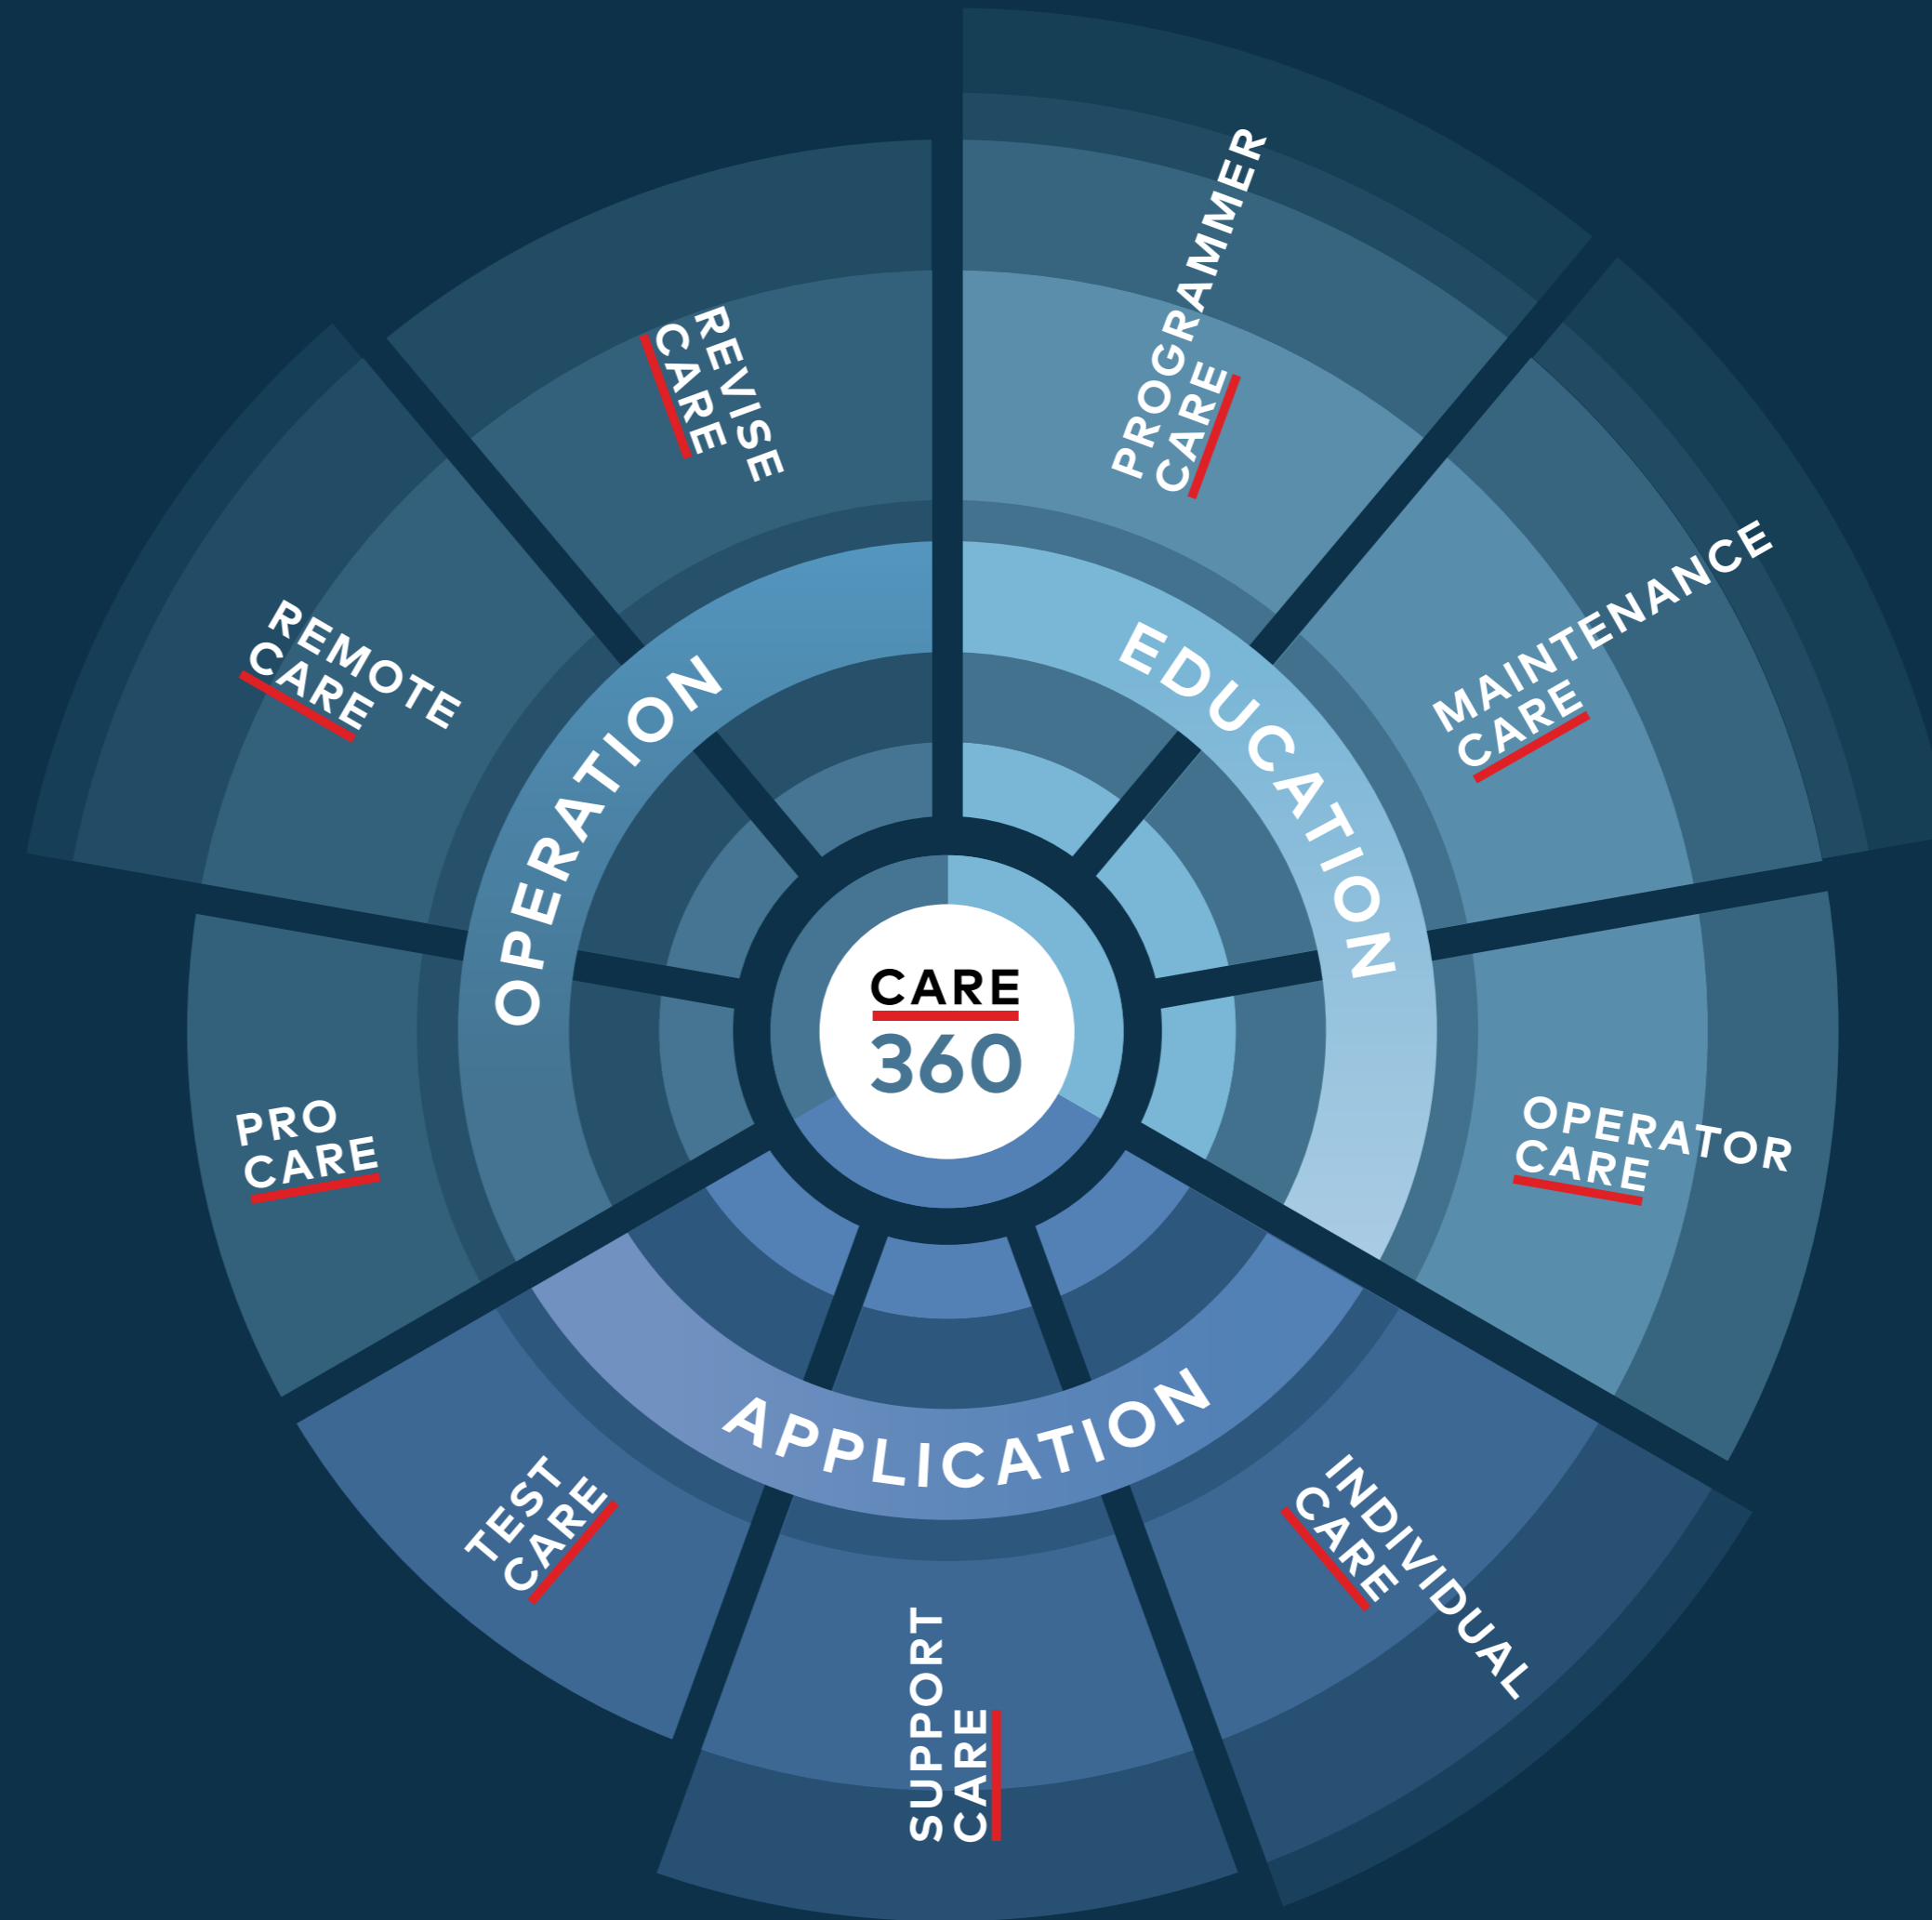 CARE
360
EDUCATION
PROGRAMMER
CARE
MAINTENANCE
CARE
OPERATOR
CARE
APPLICATION
INDIVIDUAL
CARE
SUPPORT
CARE
TEST
CARE
OPERATION
PRO
CARE
REMOTE
CARE
REVISE
CARE